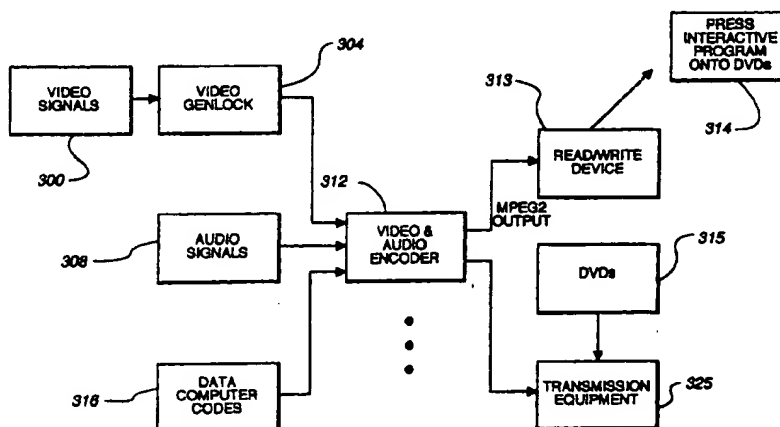 PRESS
INTERACTIVE
PROGRAM
ONTO DVDs
314
304
VIDEO
SIGNALS
300
VIDEO
GENLOCK
313
READ/WRITE
DEVICE
312
MPEG2
OUTPUT
AUDIO
SIGNALS
308
VIDEO &
AUDIO
ENCODER
DVDs
315
316
DATA
COMPUTER
CODES
TRANSMISSION
EQUIPMENT
325